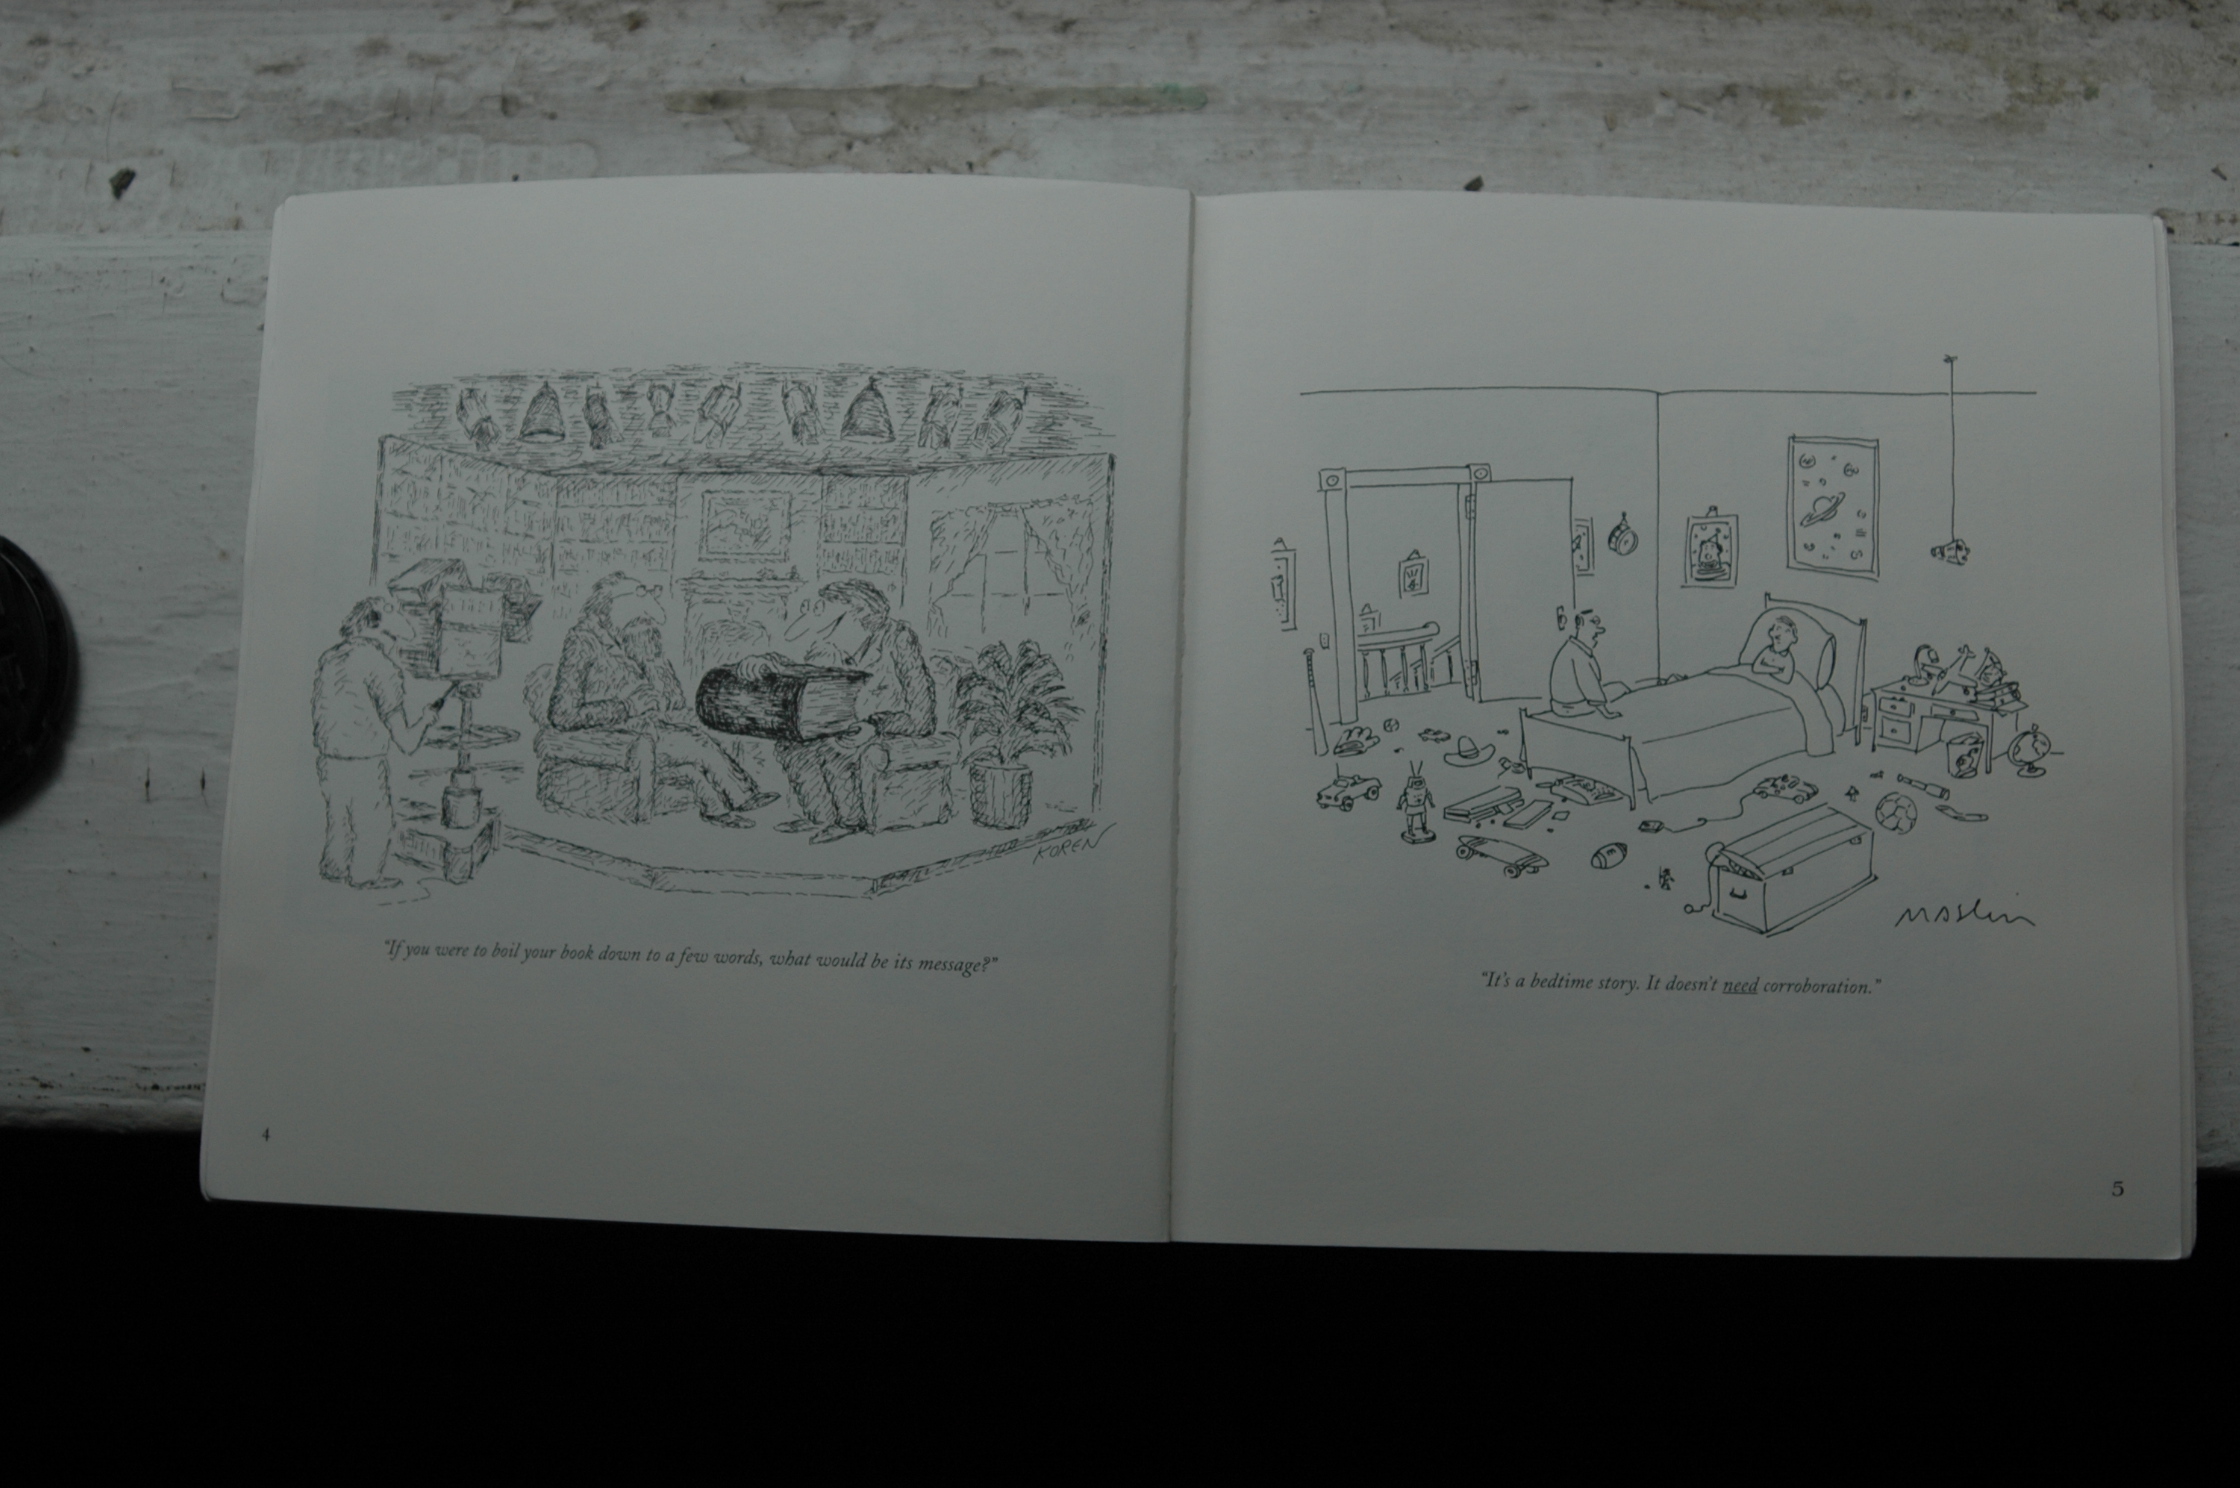 KOREN
"If you were to boil your book down to a few words, what would be its message?"
4
MASlin
"It's a bedtime story. It doesn't need corroboration."
5